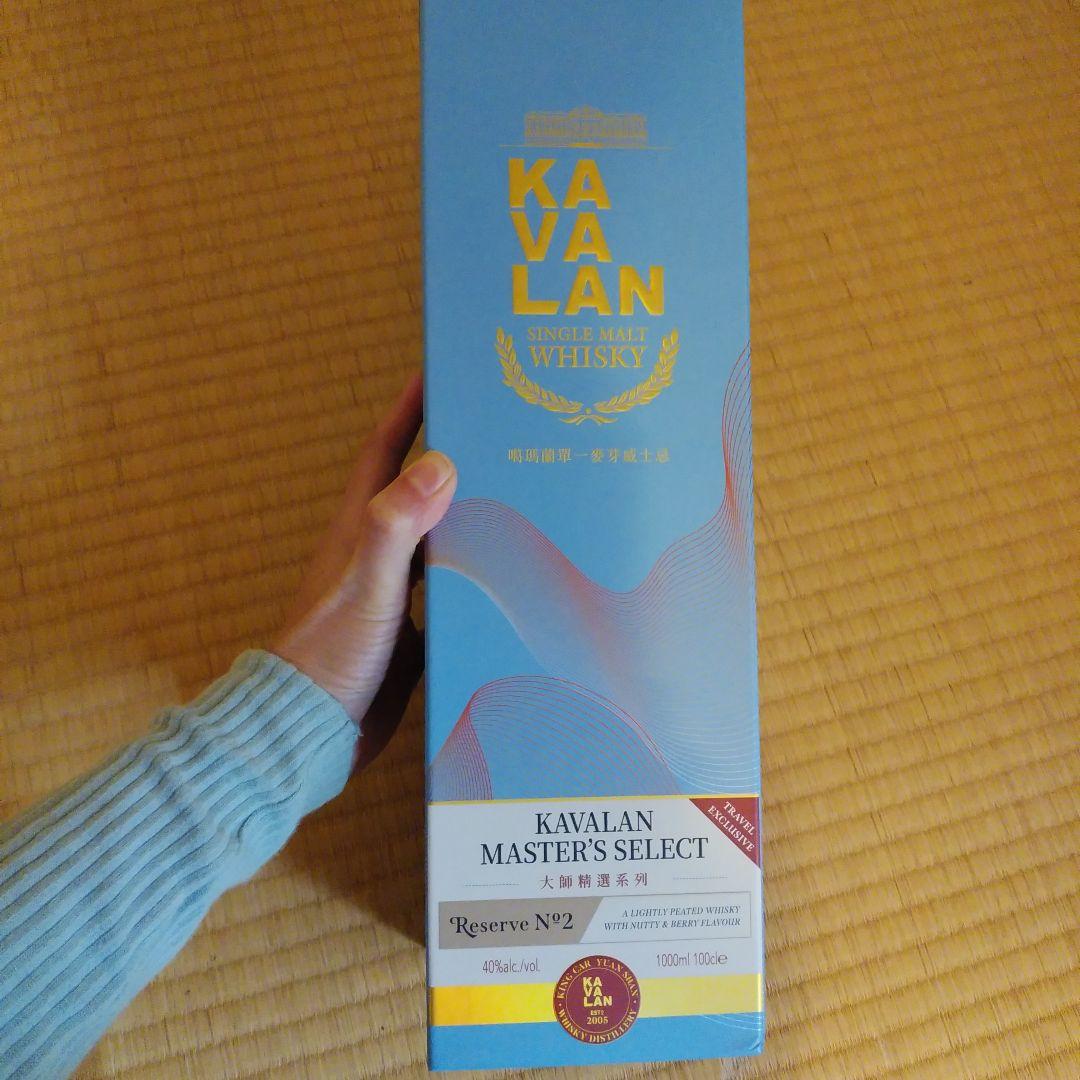 KA
VA
LAN
SINGLE MALT
WHISKY
噶瑪蘭單一麥芽威士忌
TRAVEL
EXCLUSIVE
KAVALAN
MASTER'S SELECT
大師精選系列
Reserve Nº2
A LIGHTLY PEATED WHISKY
WITH NUTTY & BERRY FLAVOUR
40%alc./vol.
1000ml 100cl℮
KING CAR YUAN SHAN
KA
VA
LAN
ESTD
2005
WHISKY DISTILLERY